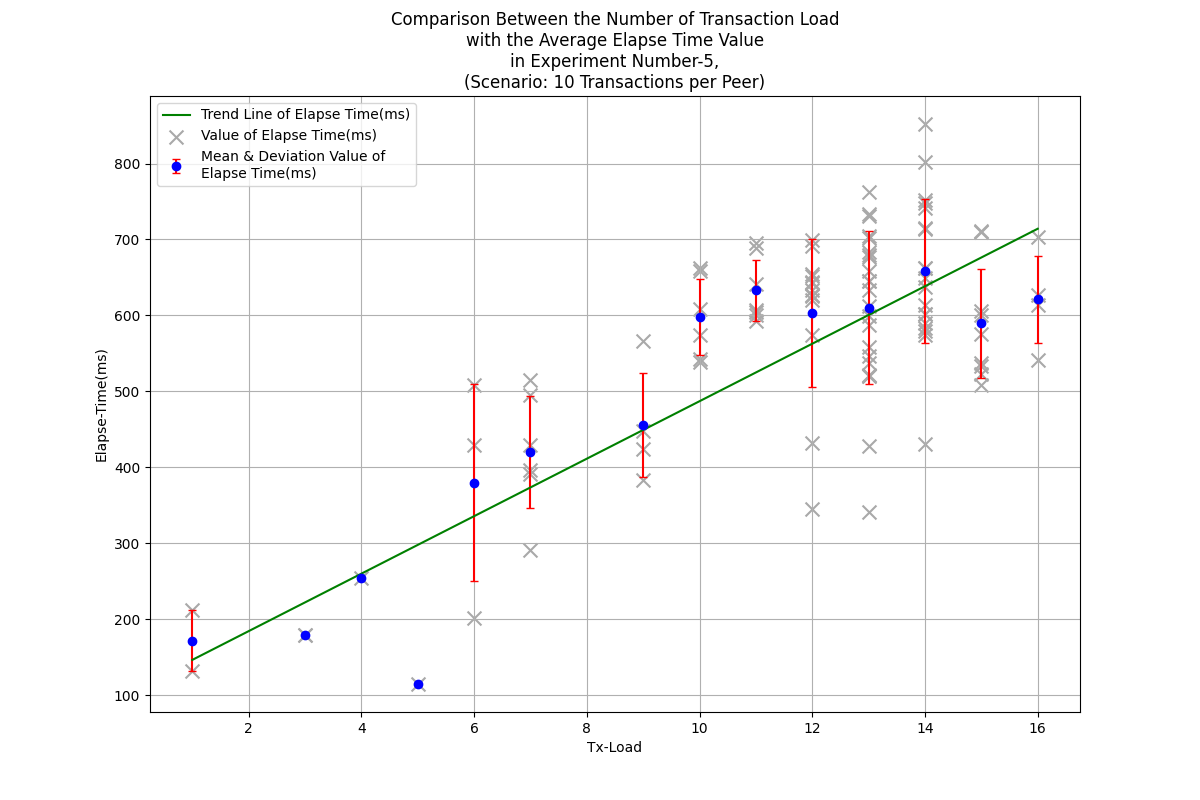 Comparison Between the Number of Transaction Load
with the Average Elapse Time Value
in Experiment Number-5,
(Scenario: 10 Transactions per Peer)
Trend Line of Elapse Time(ms)
Value of Elapse Time(ms)
Mean & Deviation Value of
Elapse Time(ms)
Elapse-Time(ms)
800
700
600
500
400
300
200
100
2 4 6 8 10 12 14 16
Tx-Load